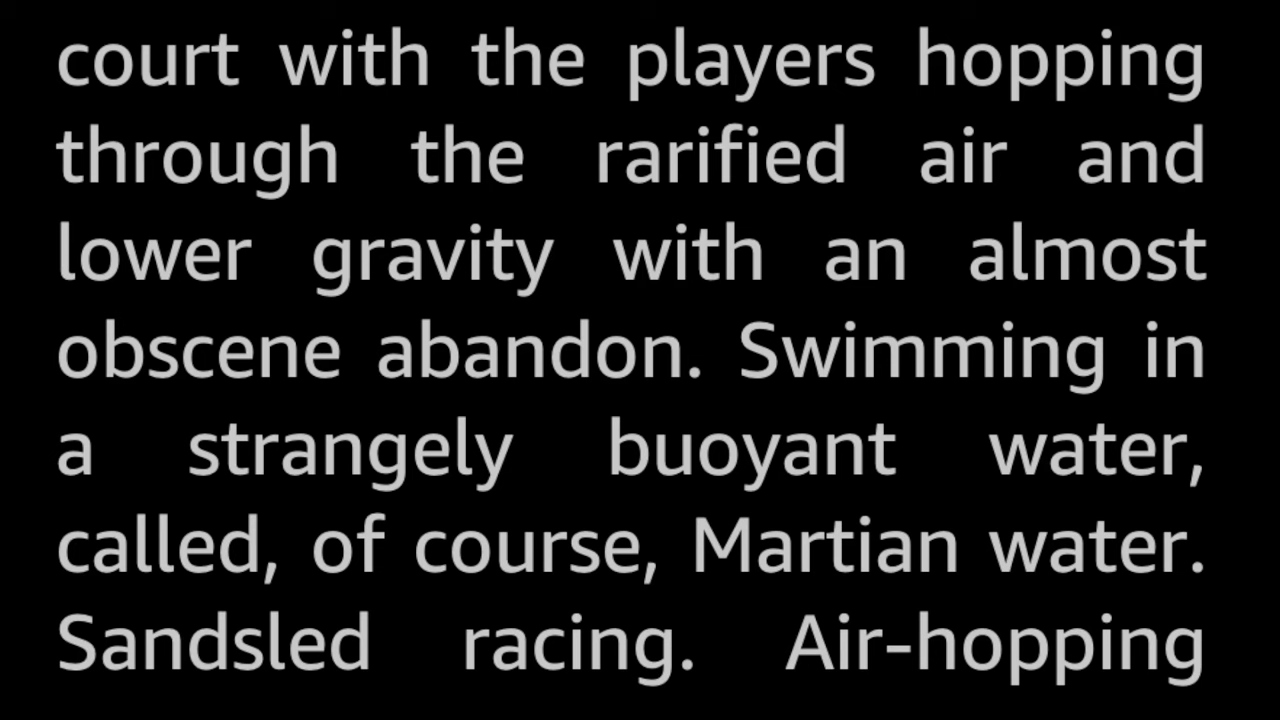 court with the players hopping
through the rarified air and
lower gravity with an almost
obscene abandon. Swimming in
a strangely buoyant water,
called, of course, Martian water.
Sandsled racing. Air-hopping